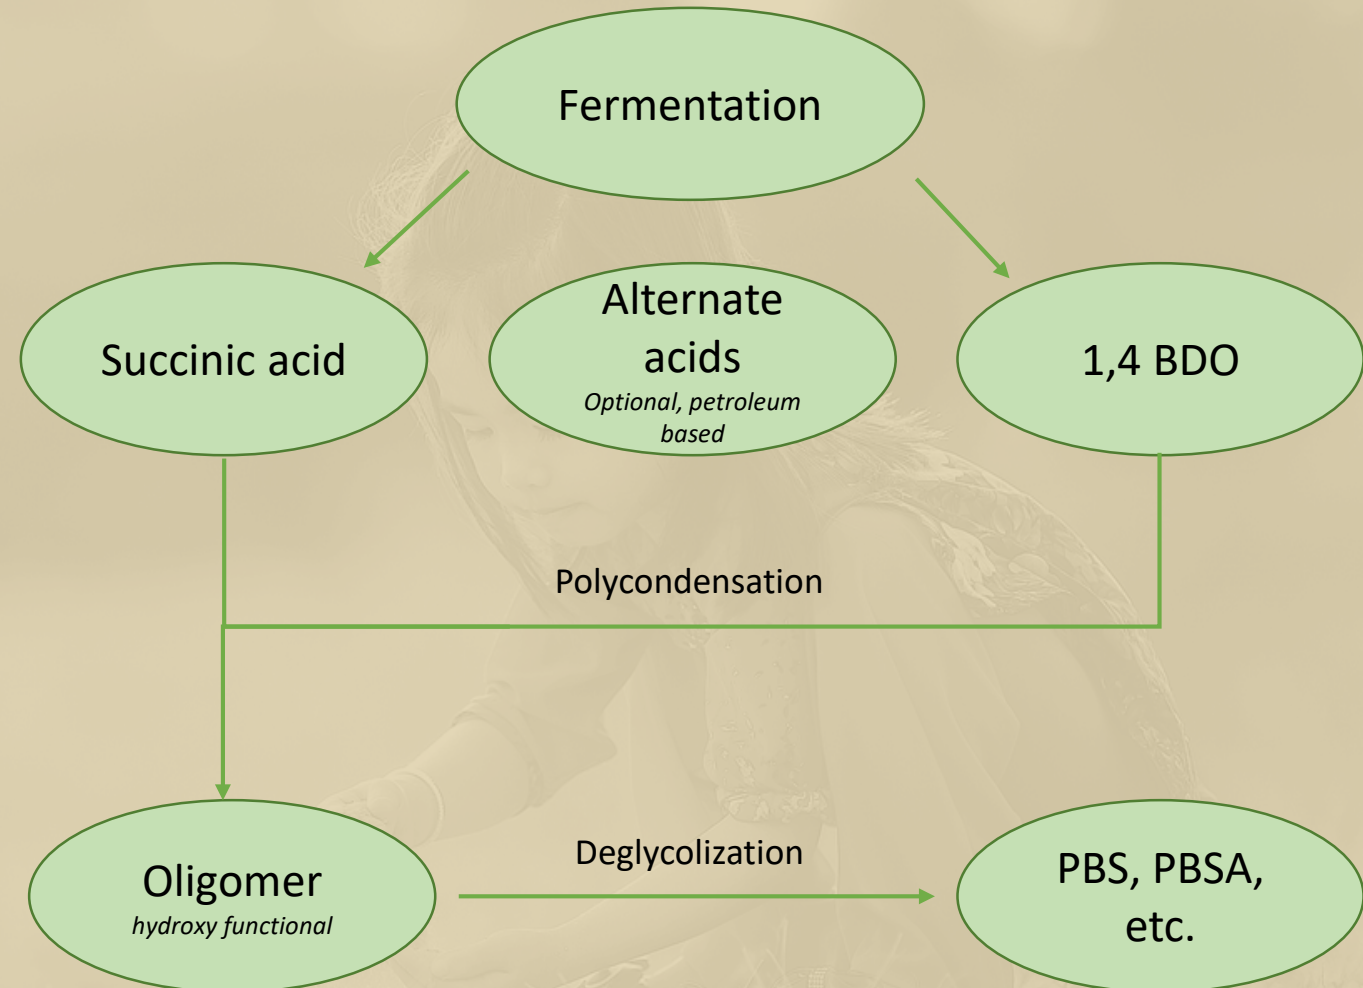 Fermentation
Succinic acid
Alternate
acids
Optional, petroleum
based
1,4 BDO
Polycondensation
Oligomer
hydroxy functional
Deglycolization
PBS, PBSA,
etc.